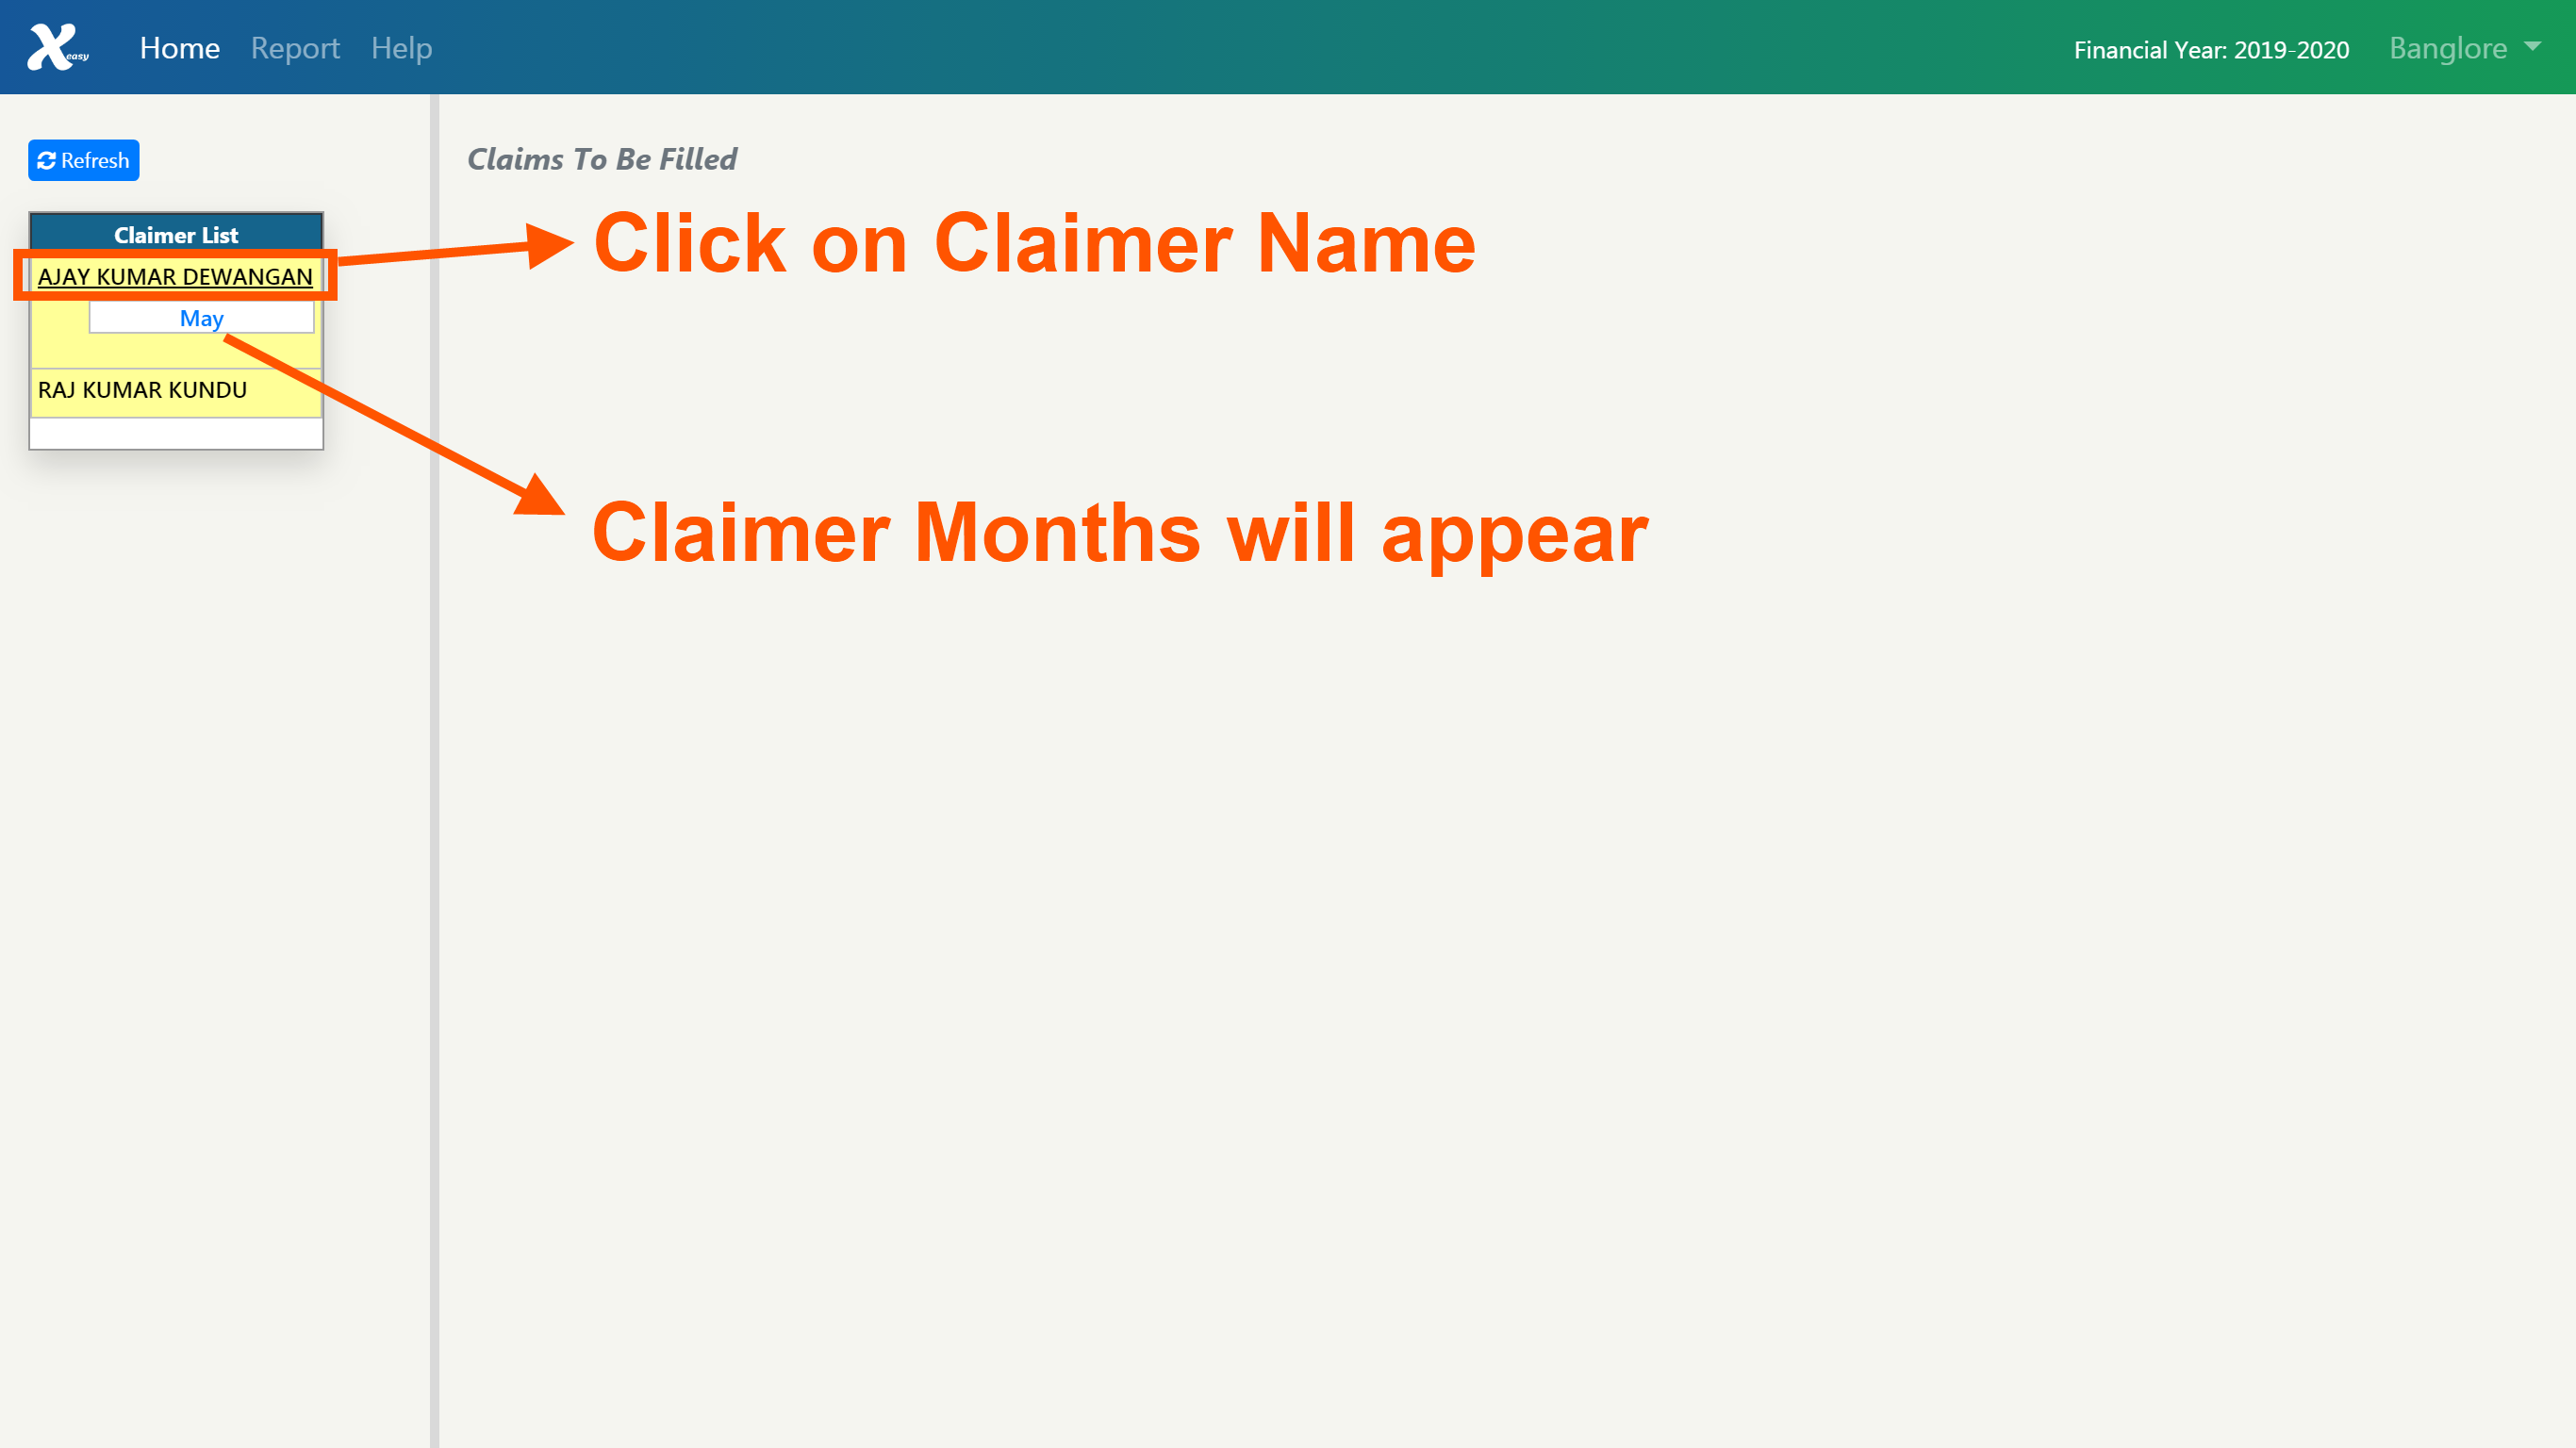 X easy Home Report Help Financial Year: 2019-2020 Banglore
Refresh
Claims To Be Filled
Claimer List
Click on Claimer Name
AJAY KUMAR DEWANGAN
May
RAJ KUMAR KUNDU
Claimer Months will appear